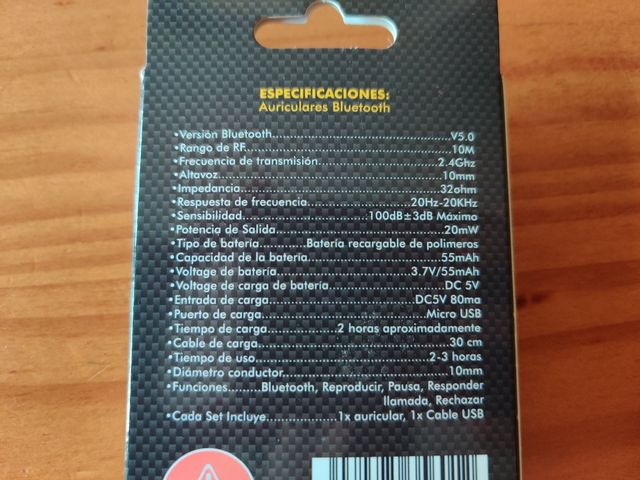 ESPECIFICACIONES:
Auriculares Bluetooth
•Versión Bluetooth..............................................V5.0
•Rango de RF......................................................10M
•Frecuencia de transmisión..............................2.4Ghz
•Altavoz..............................................................10mm
•Impedancia......................................................32ohm
•Respuesta de frecuencia.........................20Hz-20KHz
•Sensibilidad................................100dB±3dB Máximo
•Potencia de Salida............................................20mW
•Tipo de batería.............Batería recargable de polimeros
•Capacidad de la batería..................................55mAh
•Voltage de batería...................................3.7V/55mAh
•Voltage de carga de batería.............................DC 5V
•Entrada de carga......................................DC5V 80ma
•Puerto de carga........................................Micro USB
•Tiempo de carga....................2 horas aproximadamente
•Cable de carga.................................................30 cm
•Tiempo de uso.............................................2-3 horas
•Diámetro conductor...........................................10mm
•Funciones.........Bluetooth, Reproducir, Pausa, Responder
llamada, Rechazar
•Cada Set Incluye...................1x auricular, 1x Cable USB